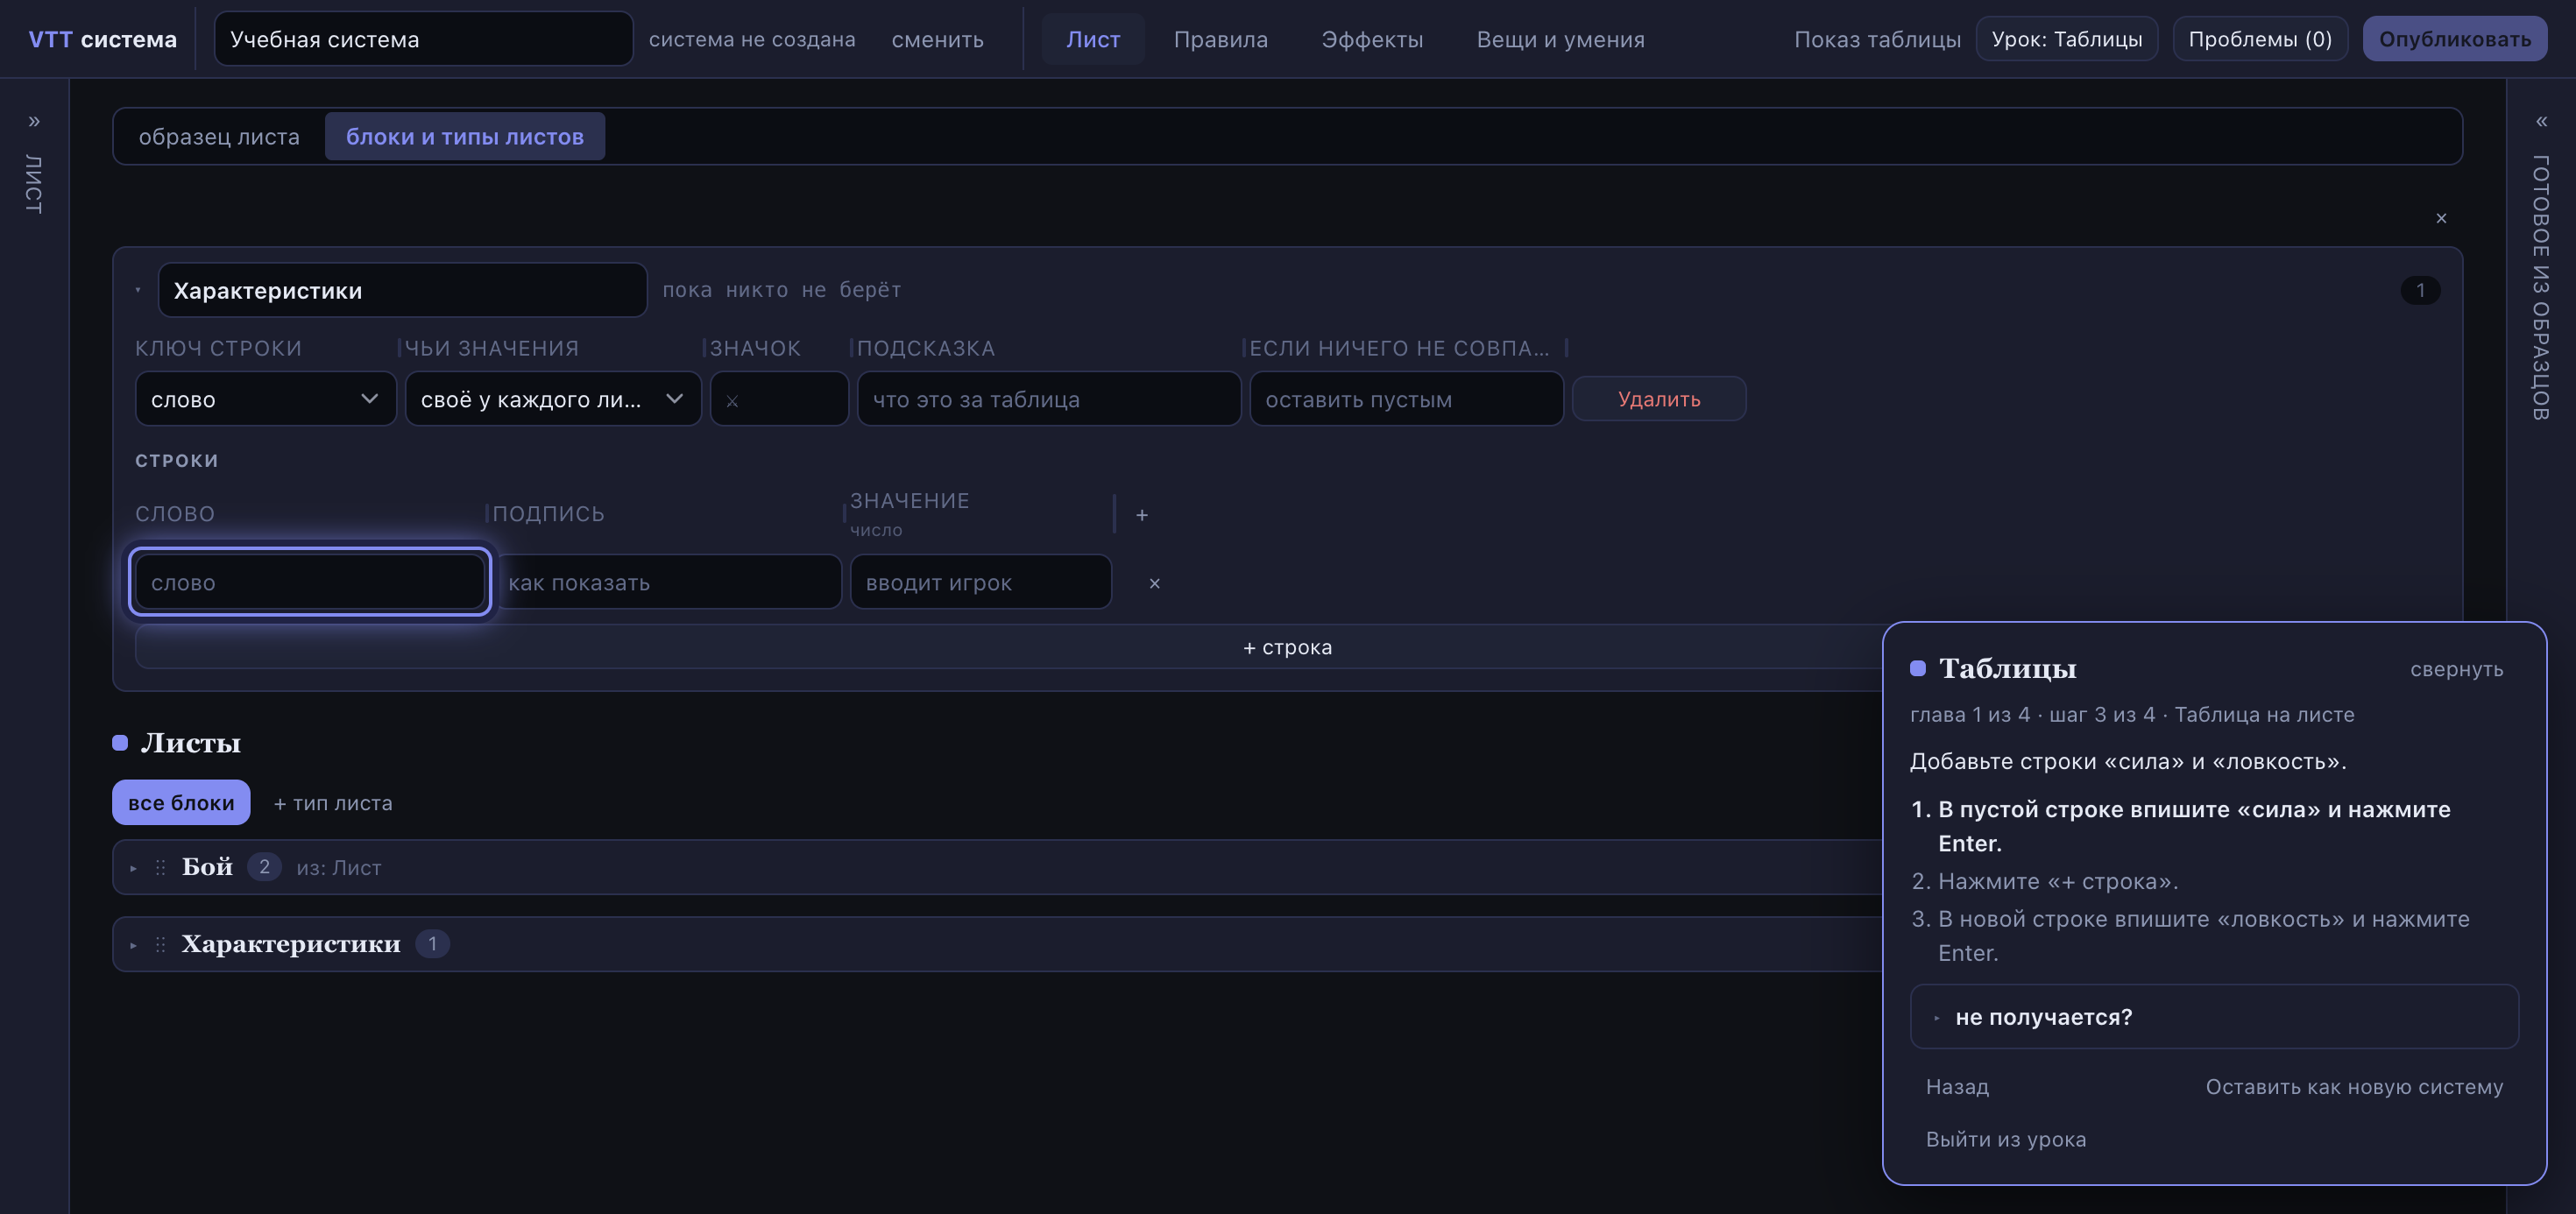 VTT система
Учебная система
система не создана
сменить
Лист
Правила
Эффекты
Вещи и умения
Показ таблицы
Урок: Таблицы
Проблемы (0)
Опубликовать
»
ЛИСТ
образец листа
блоки и типы листов
«
ГОТОВОЕ ИЗ ОБРАЗЦОВ
×
Характеристики
пока никто не берёт
1
КЛЮЧ СТРОКИ
ЧЬИ ЗНАЧЕНИЯ
ЗНАЧОК
ПОДСКАЗКА
ЕСЛИ НИЧЕГО НЕ СОВПА...
слово
своё у каждого ли...
⚔
что это за таблица
оставить пустым
Удалить
СТРОКИ
СЛОВО
ПОДПИСЬ
ЗНАЧЕНИЕ
число
+
слово
как показать
вводит игрок
×
+ строка
Листы
все блоки
+ тип листа
Бой
2
из: Лист
Характеристики
1
Таблицы
свернуть
глава 1 из 4 · шаг 3 из 4 · Таблица на листе
Добавьте строки «сила» и «ловкость».
1. В пустой строке впишите «сила» и нажмите
Enter.
2. Нажмите «+ строка».
3. В новой строке впишите «ловкость» и нажмите
Enter.
не получается?
Назад
Оставить как новую систему
Выйти из урока